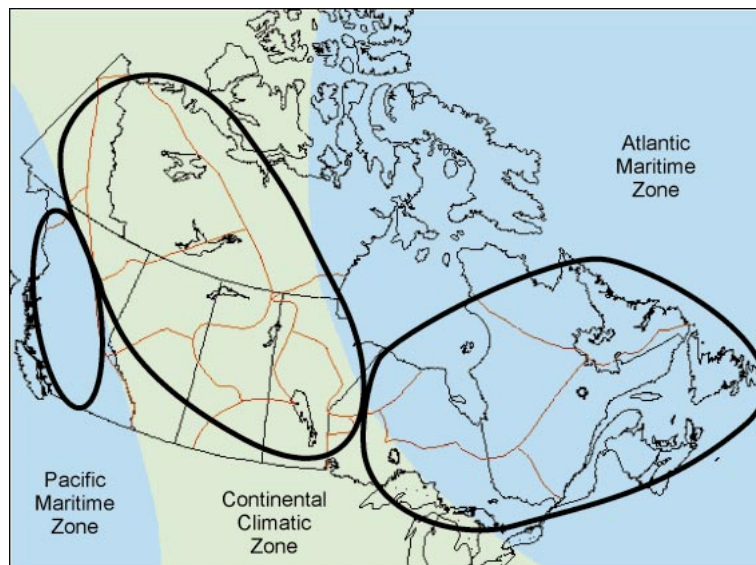 Atlantic
Maritime
Zone
Pacific
Maritime
Zone
Continental
Climatic
Zone